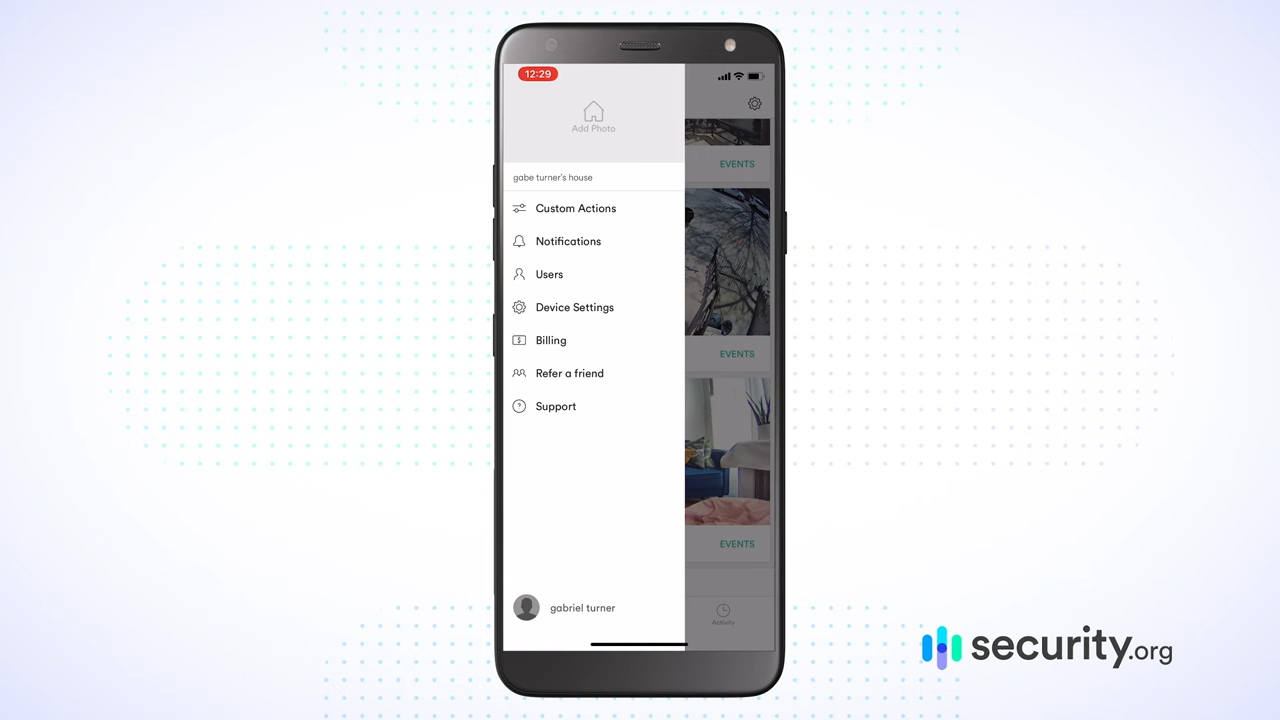 12:29
Add Photo
gabe turner's house
Custom Actions
Notifications
Users
Device Settings
Billing
Refer a friend
Support
gabriel turner
EVENTS
EVENTS
EVENTS
Activity
security.org